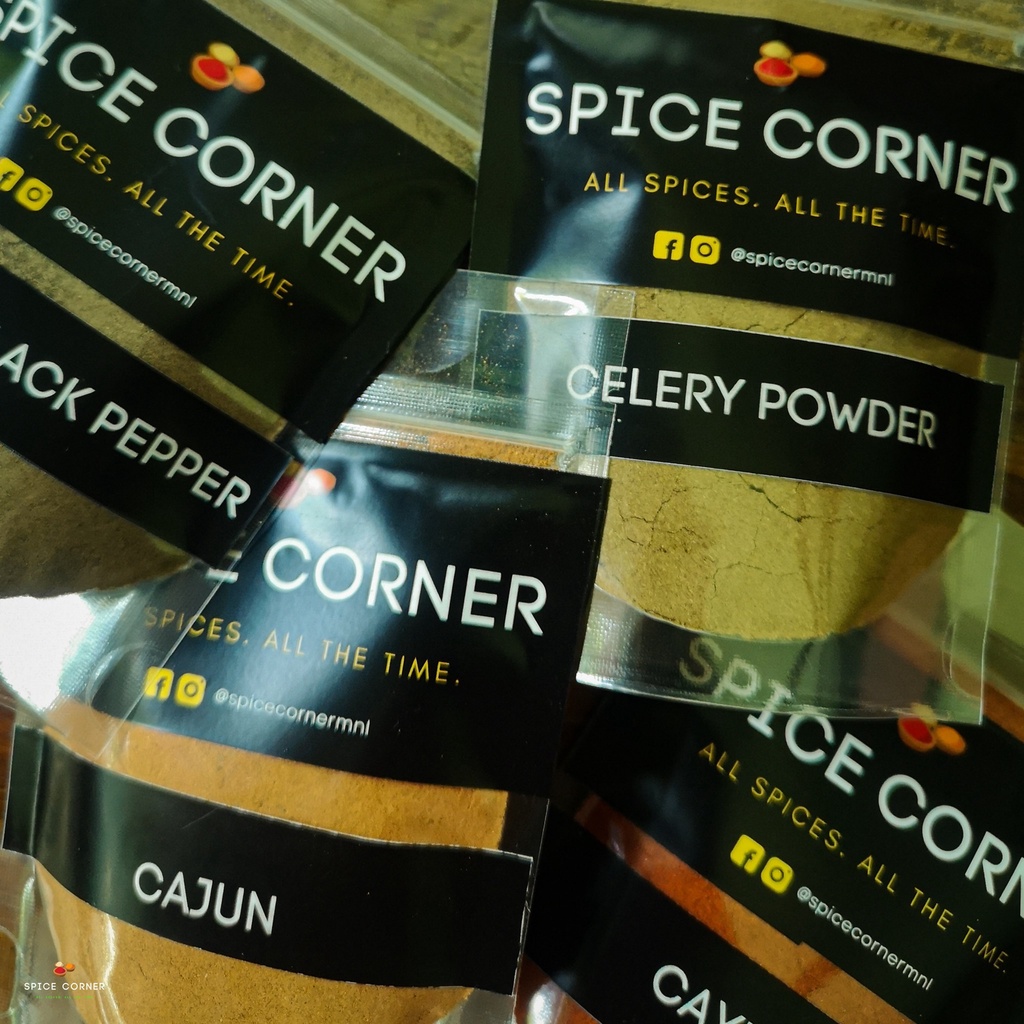 SPICE CORNER
SPICES. ALL THE TIME.
@spicecornermnl
ACK PEPPER
SPICE CORNER
ALL SPICES. ALL THE TIME.
@spicecornermnl
CELERY POWDER
CORNER
SPICES. ALL THE TIME.
@spicecornermnl
CAJUN
SPICE CORN
ALL SPICES. ALL THE TIME.
@spicecornermnl
CAY
SPICE CORNER